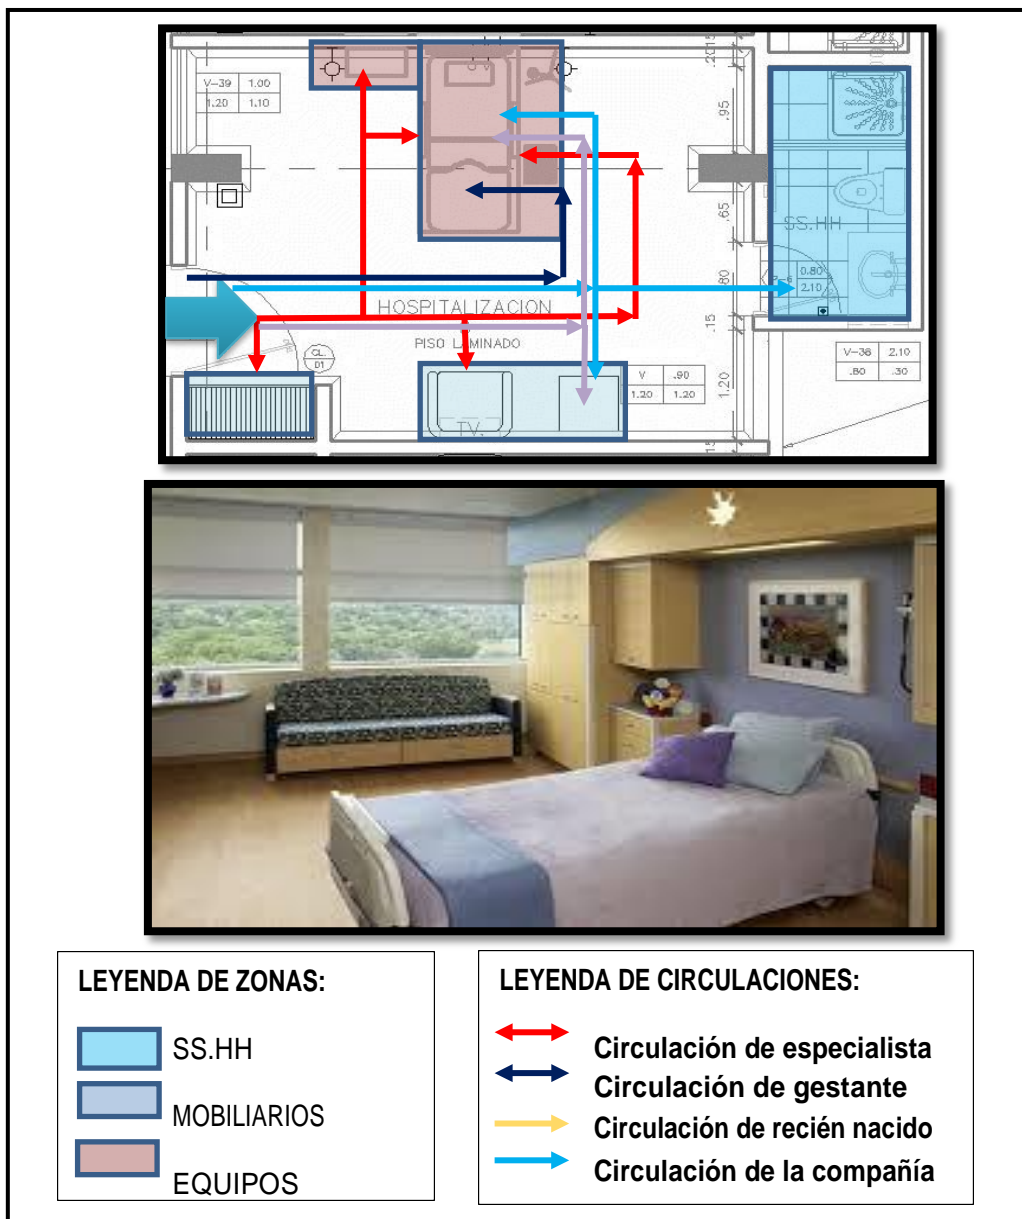 .2015
V-39 1.00
1.20 1.10
.95
.65
SS.HH
0.80
2.10
.80
HOSPITALIZACION
.15
PISO LAMINADO
CL.
D1
V-38 2.10
.80 .30
V .90
1.20 1.20
1.20
TV.
.15
LEYENDA DE ZONAS:
SS.HH
MOBILIARIOS
EQUIPOS
LEYENDA DE CIRCULACIONES:
Circulación de especialista
Circulación de gestante
Circulación de recién nacido
Circulación de la compañía